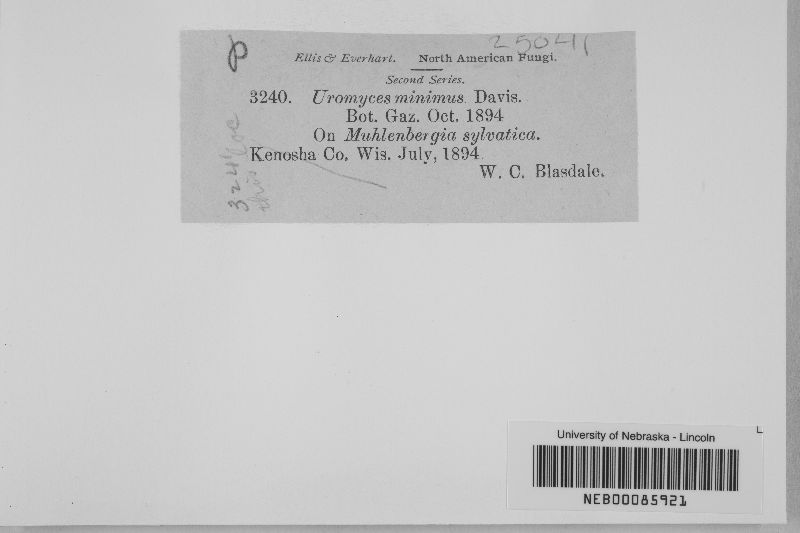 25041
p
Ellis & Everhart. North American Fungi.
Second Series.
3240. Uromyces minimus. Davis.
Bot. Gaz. Oct. 1894
On Muhlenbergia sylvatica.
Kenosha Co. Wis. July, 1894.
W. C. Blasdale.
University of Nebraska - Lincoln
NEB00085921
L